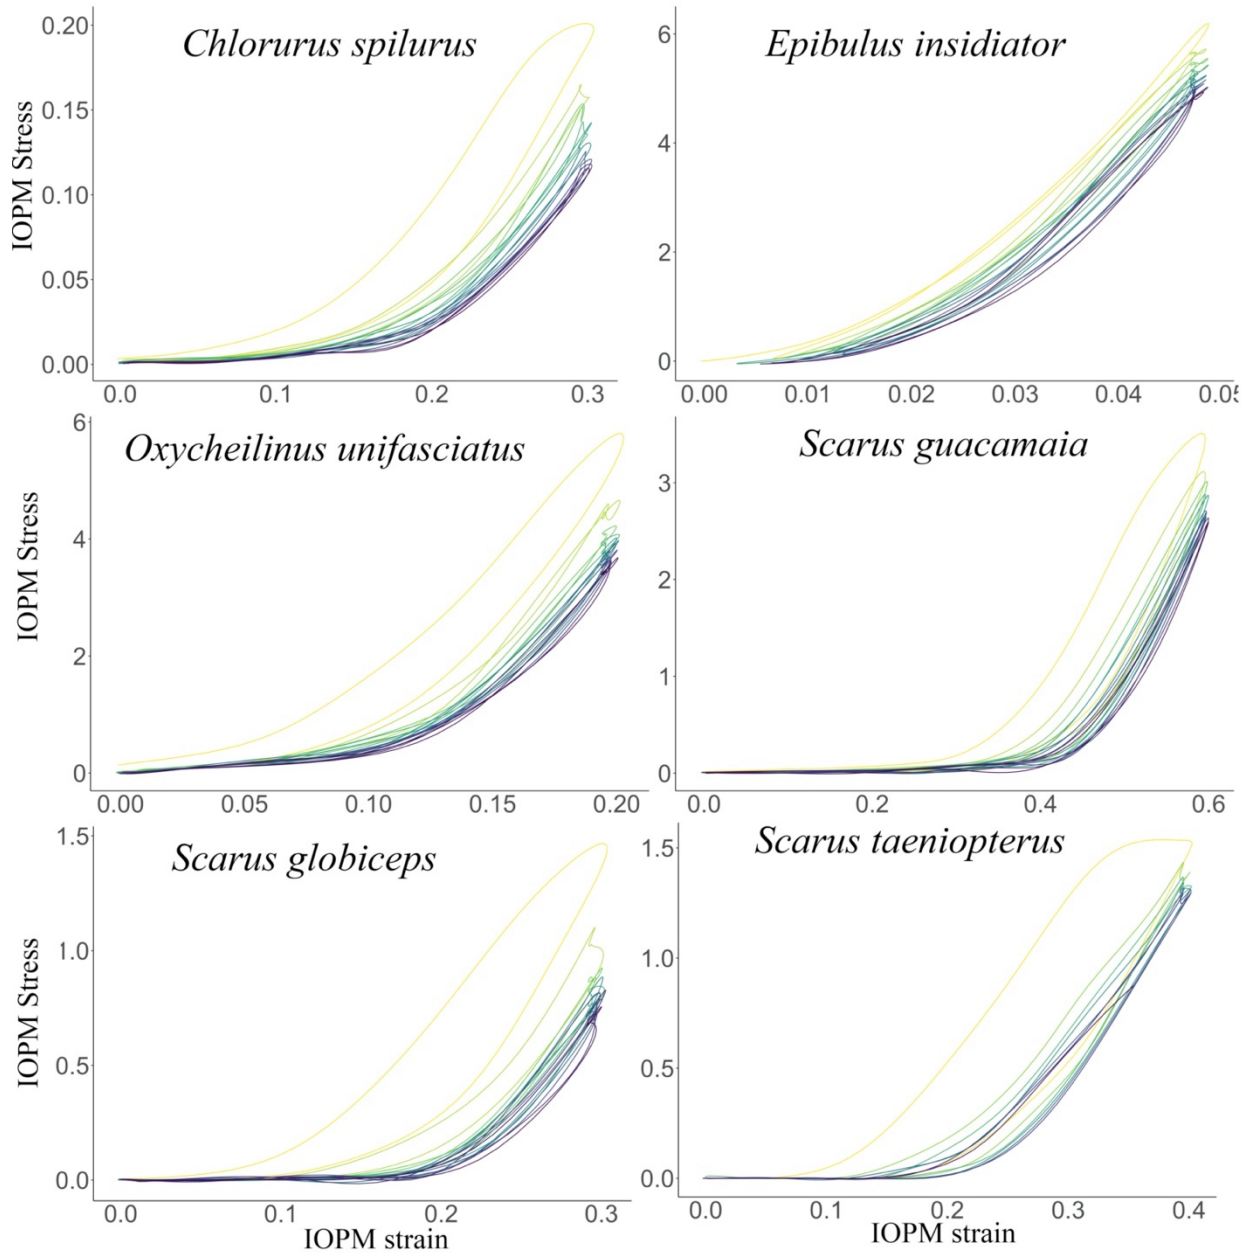 Chlorurus spilurus
IOPM Stress
0.20
0.15
0.10
0.05
0.00
0.0 0.1 0.2 0.3
Epibulus insidiator
6
4
2
0
0.00 0.01 0.02 0.03 0.04 0.05
Oxycheilinus unifasciatus
IOPM Stress
6
4
2
0
0.00 0.05 0.10 0.15 0.20
Scarus guacamaia
3
2
1
0
0.0 0.2 0.4 0.6
Scarus globiceps
IOPM Stress
1.5
1.0
0.5
0.0
0.0 0.1 0.2 0.3
IOPM strain
Scarus taeniopterus
1.5
1.0
0.5
0.0
0.0 0.1 0.2 0.3 0.4
IOPM strain